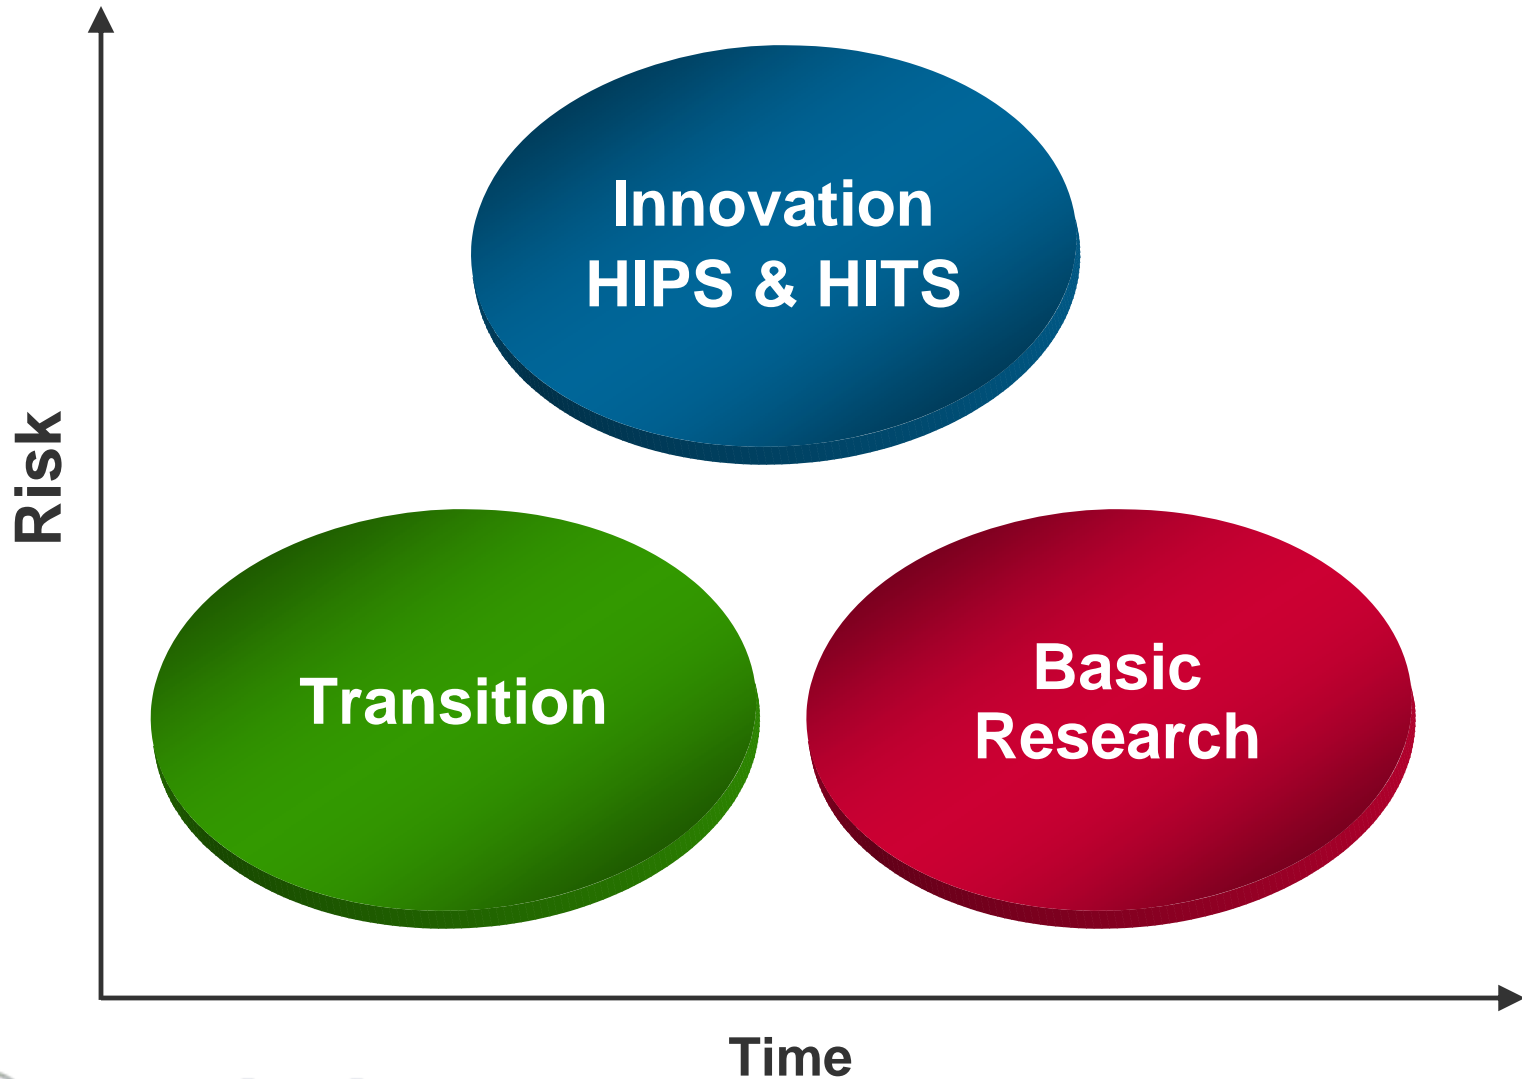 Innovation
HIPS & HITS
Risk
Transition
Basic
Research
Time